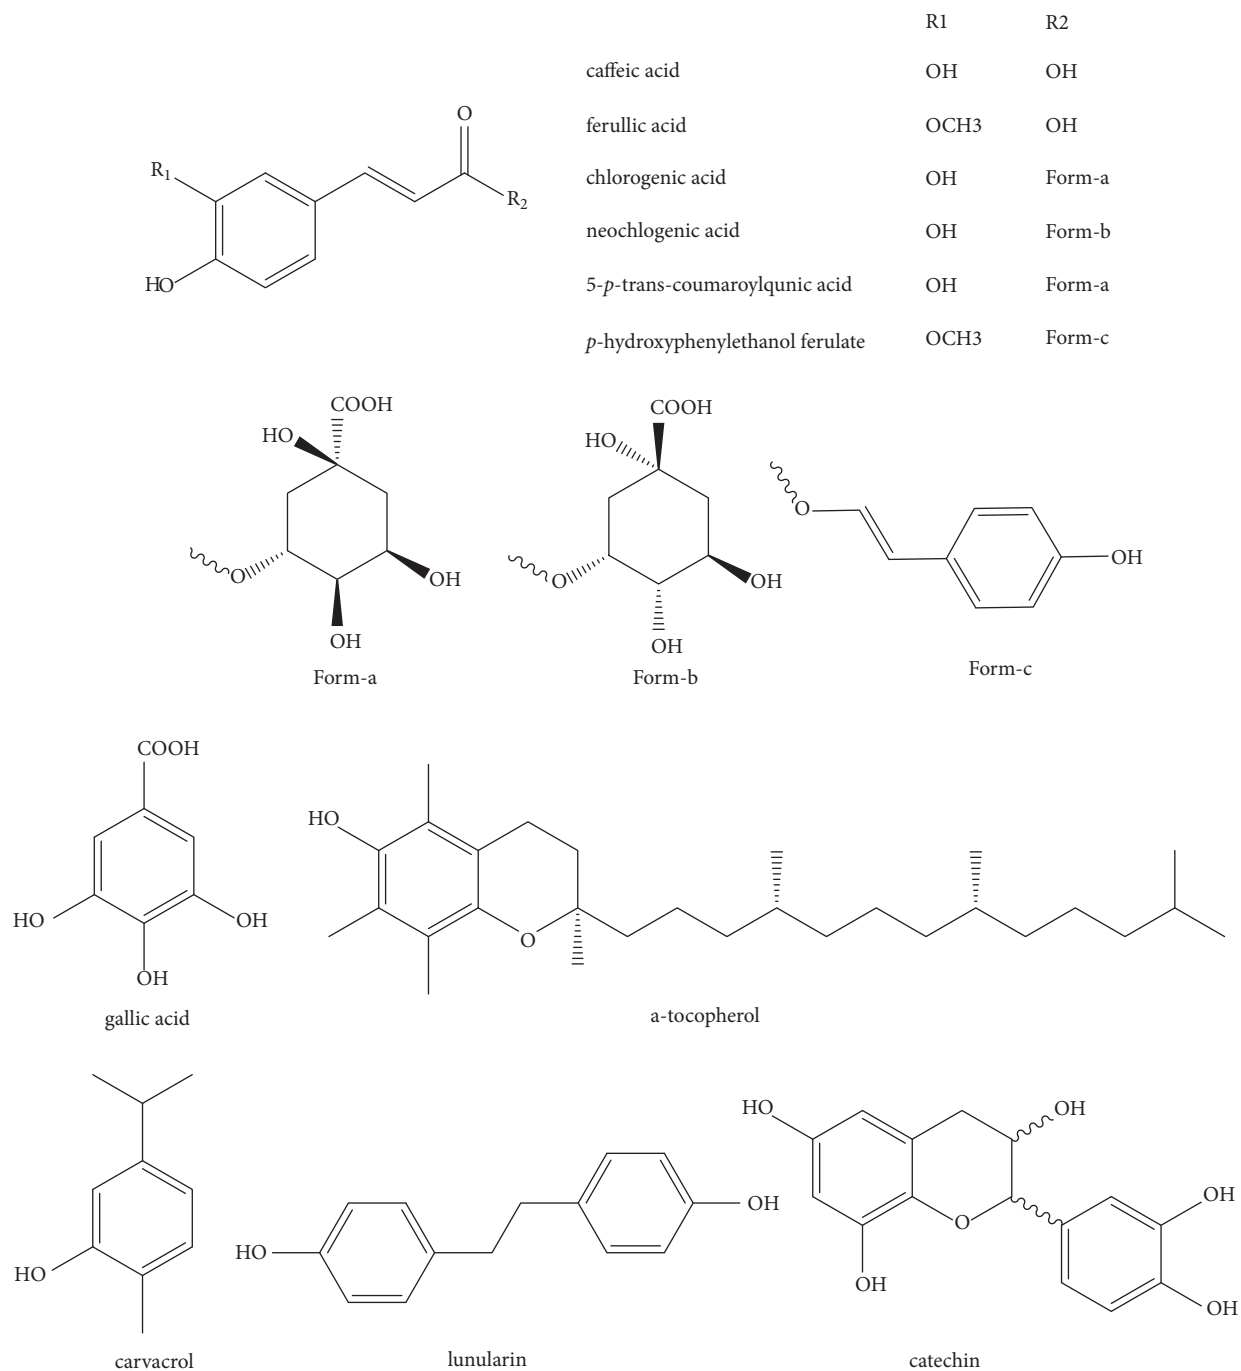 R1 R2
caffeic acid OH OH
ferullic acid OCH3 OH
chlorogenic acid OH Form-a
neochlogenic acid OH Form-b
5-p-trans-coumaroylqunic acid OH Form-a
p-hydroxyphenylethanol ferulate OCH3 Form-c
O
R1
R2
HO
COOH
HO
O
OH
OH
Form-a
COOH
HO
O
OH
OH
Form-b
O
OH
Form-c
COOH
HO
OH
OH
gallic acid
HO
O
a-tocopherol
HO
carvacrol
OH
HO
lunularin
HO
OH
O
OH
OH
OH
catechin